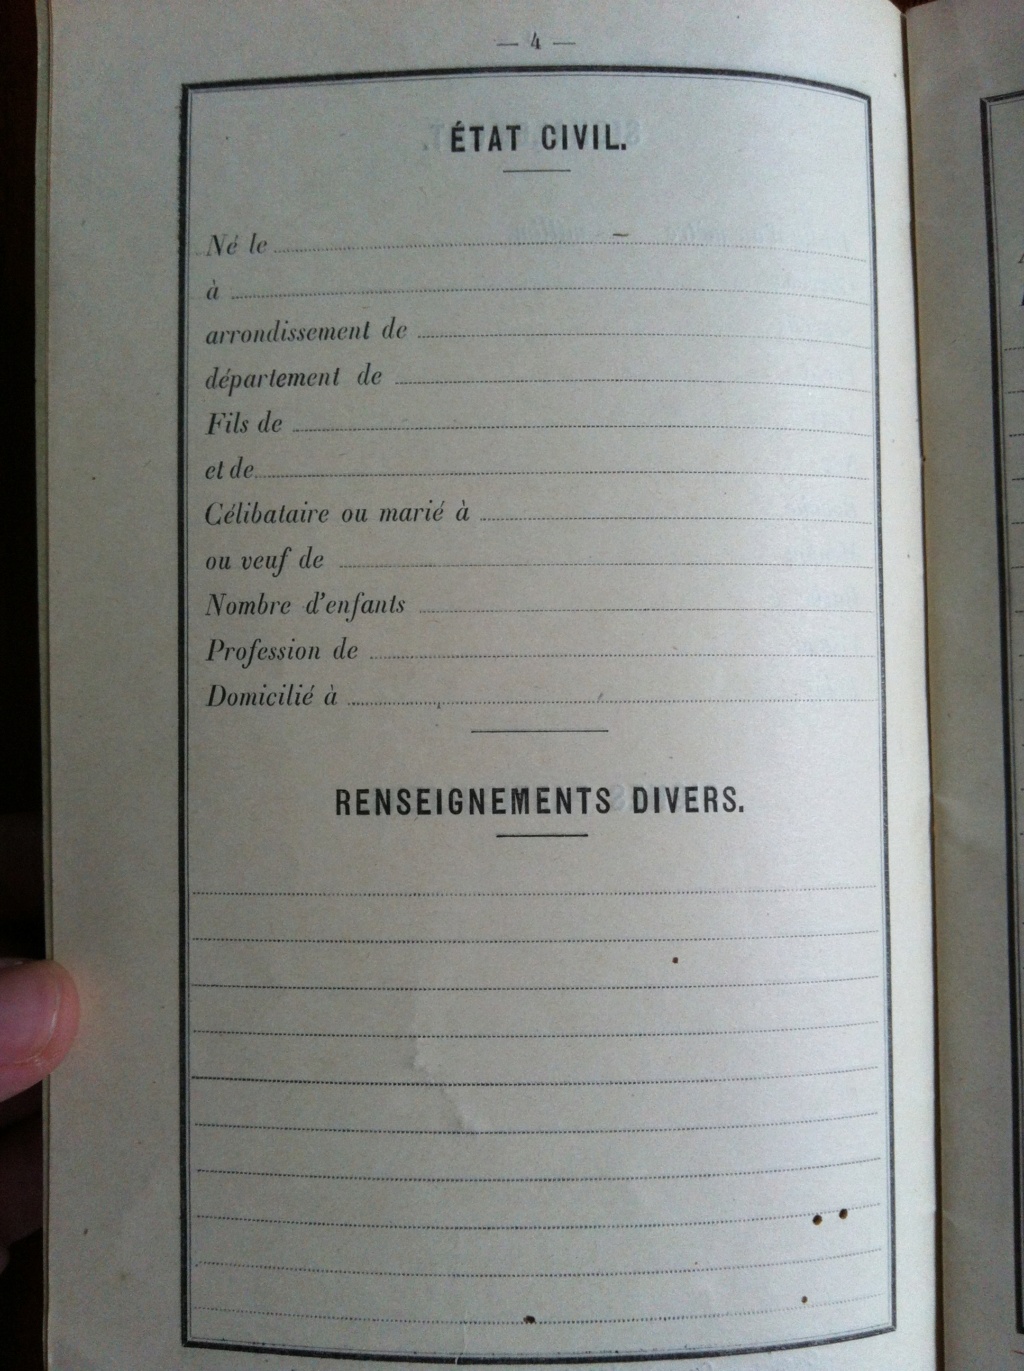 — 4 —
ÉTAT CIVIL.
Né le
à
arrondissement de
département de
Fils de
et de
Célibataire ou marié à
ou veuf de
Nombre d'enfants
Profession de
Domicilié à
RENSEIGNEMENTS DIVERS.